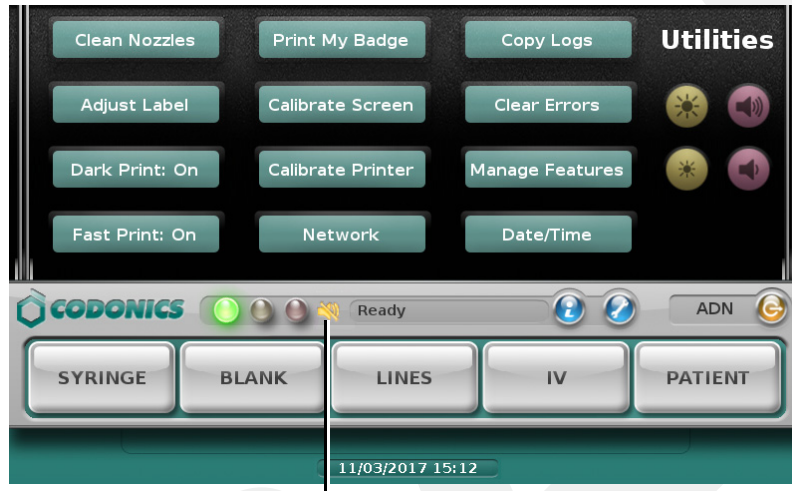 Clean Nozzles Print My Badge Copy Logs Utilities
Adjust Label Calibrate Screen Clear Errors
Dark Print: On Calibrate Printer Manage Features
Fast Print: On Network Date/Time
CODONICS Ready i ADN
SYRINGE BLANK LINES IV PATIENT
11/03/2017 15:12